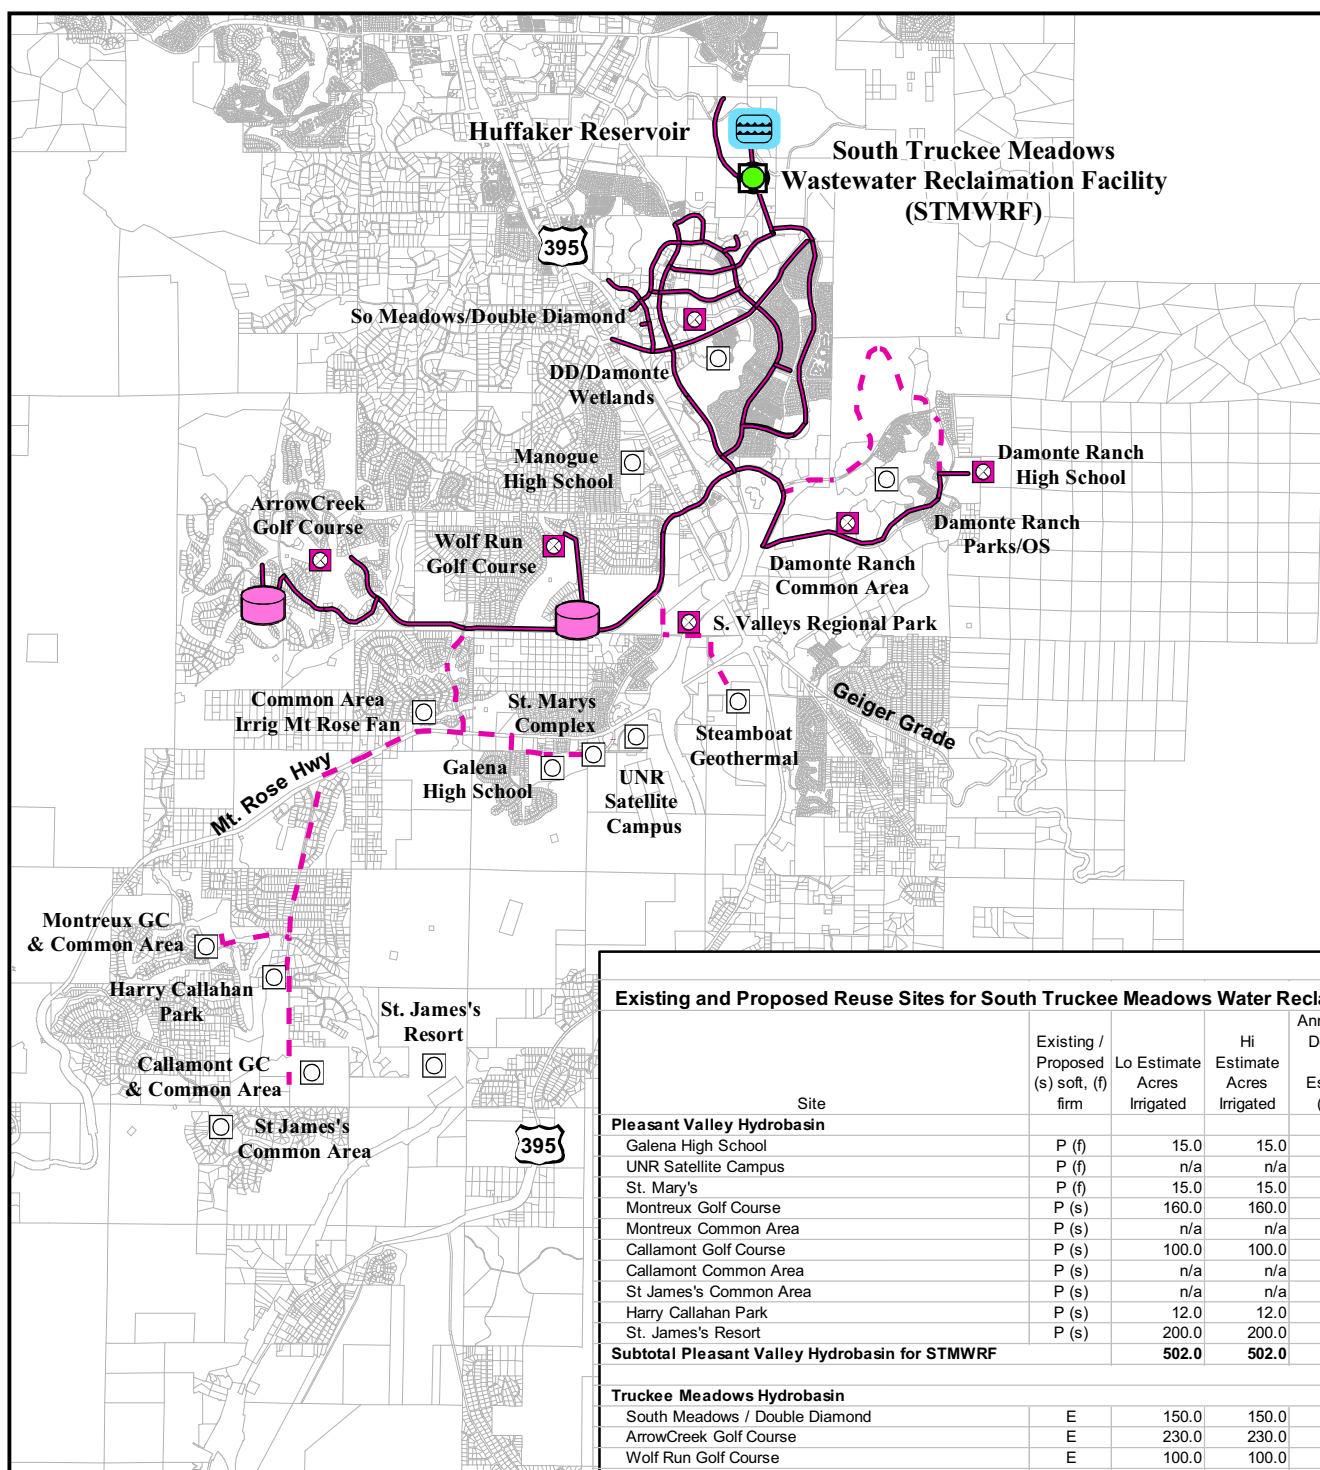 Huffaker Reservoir
South Truckee Meadows
Wastewater Reclaimation Facility
(STMWRF)
395
So Meadows/Double Diamond
DD/Damonte
Wetlands
Manogue
High School
Damonte Ranch
High School
ArrowCreek
Golf Course
Wolf Run
Golf Course
Damonte Ranch
Parks/OS
Damonte Ranch
Common Area
S. Valleys Regional Park
Common Area
Irrig Mt Rose Fan
St. Marys
Complex
Geiger Grade
Steamboat
Geothermal
Mt. Rose Hwy
Galena
High School
UNR
Satellite
Campus
Montreux GC
& Common Area
Harry Callahan
Park
St. James's
Resort
Callamont GC
& Common Area
St James's
Common Area
395
Existing and Proposed Reuse Sites for South Truckee Meadows Water
Site
Existing /
Proposed
(s) soft, (f)
firm
Lo Estimate
Acres
Irrigated
Hi
Estimate
Acres
Irrigated
Pleasant Valley Hydrobasin
Galena High School P (f) 15.0 15.0
UNR Satellite Campus P (f) n/a n/a
St. Mary's P (f) 15.0 15.0
Montreux Golf Course P (s) 160.0 160.0
Montreux Common Area P (s) n/a n/a
Callamont Golf Course P (s) 100.0 100.0
Callamont Common Area P (s) n/a n/a
St James's Common Area P (s) n/a n/a
Harry Callahan Park P (s) 12.0 12.0
St. James's Resort P (s) 200.0 200.0
Subtotal Pleasant Valley Hydrobasin for STMWRF 502.0 502.0
Truckee Meadows Hydrobasin
South Meadows / Double Diamond E 150.0 150.0
ArrowCreek Golf Course E 230.0 230.0
Wolf Run Golf Course E 100.0 100.0